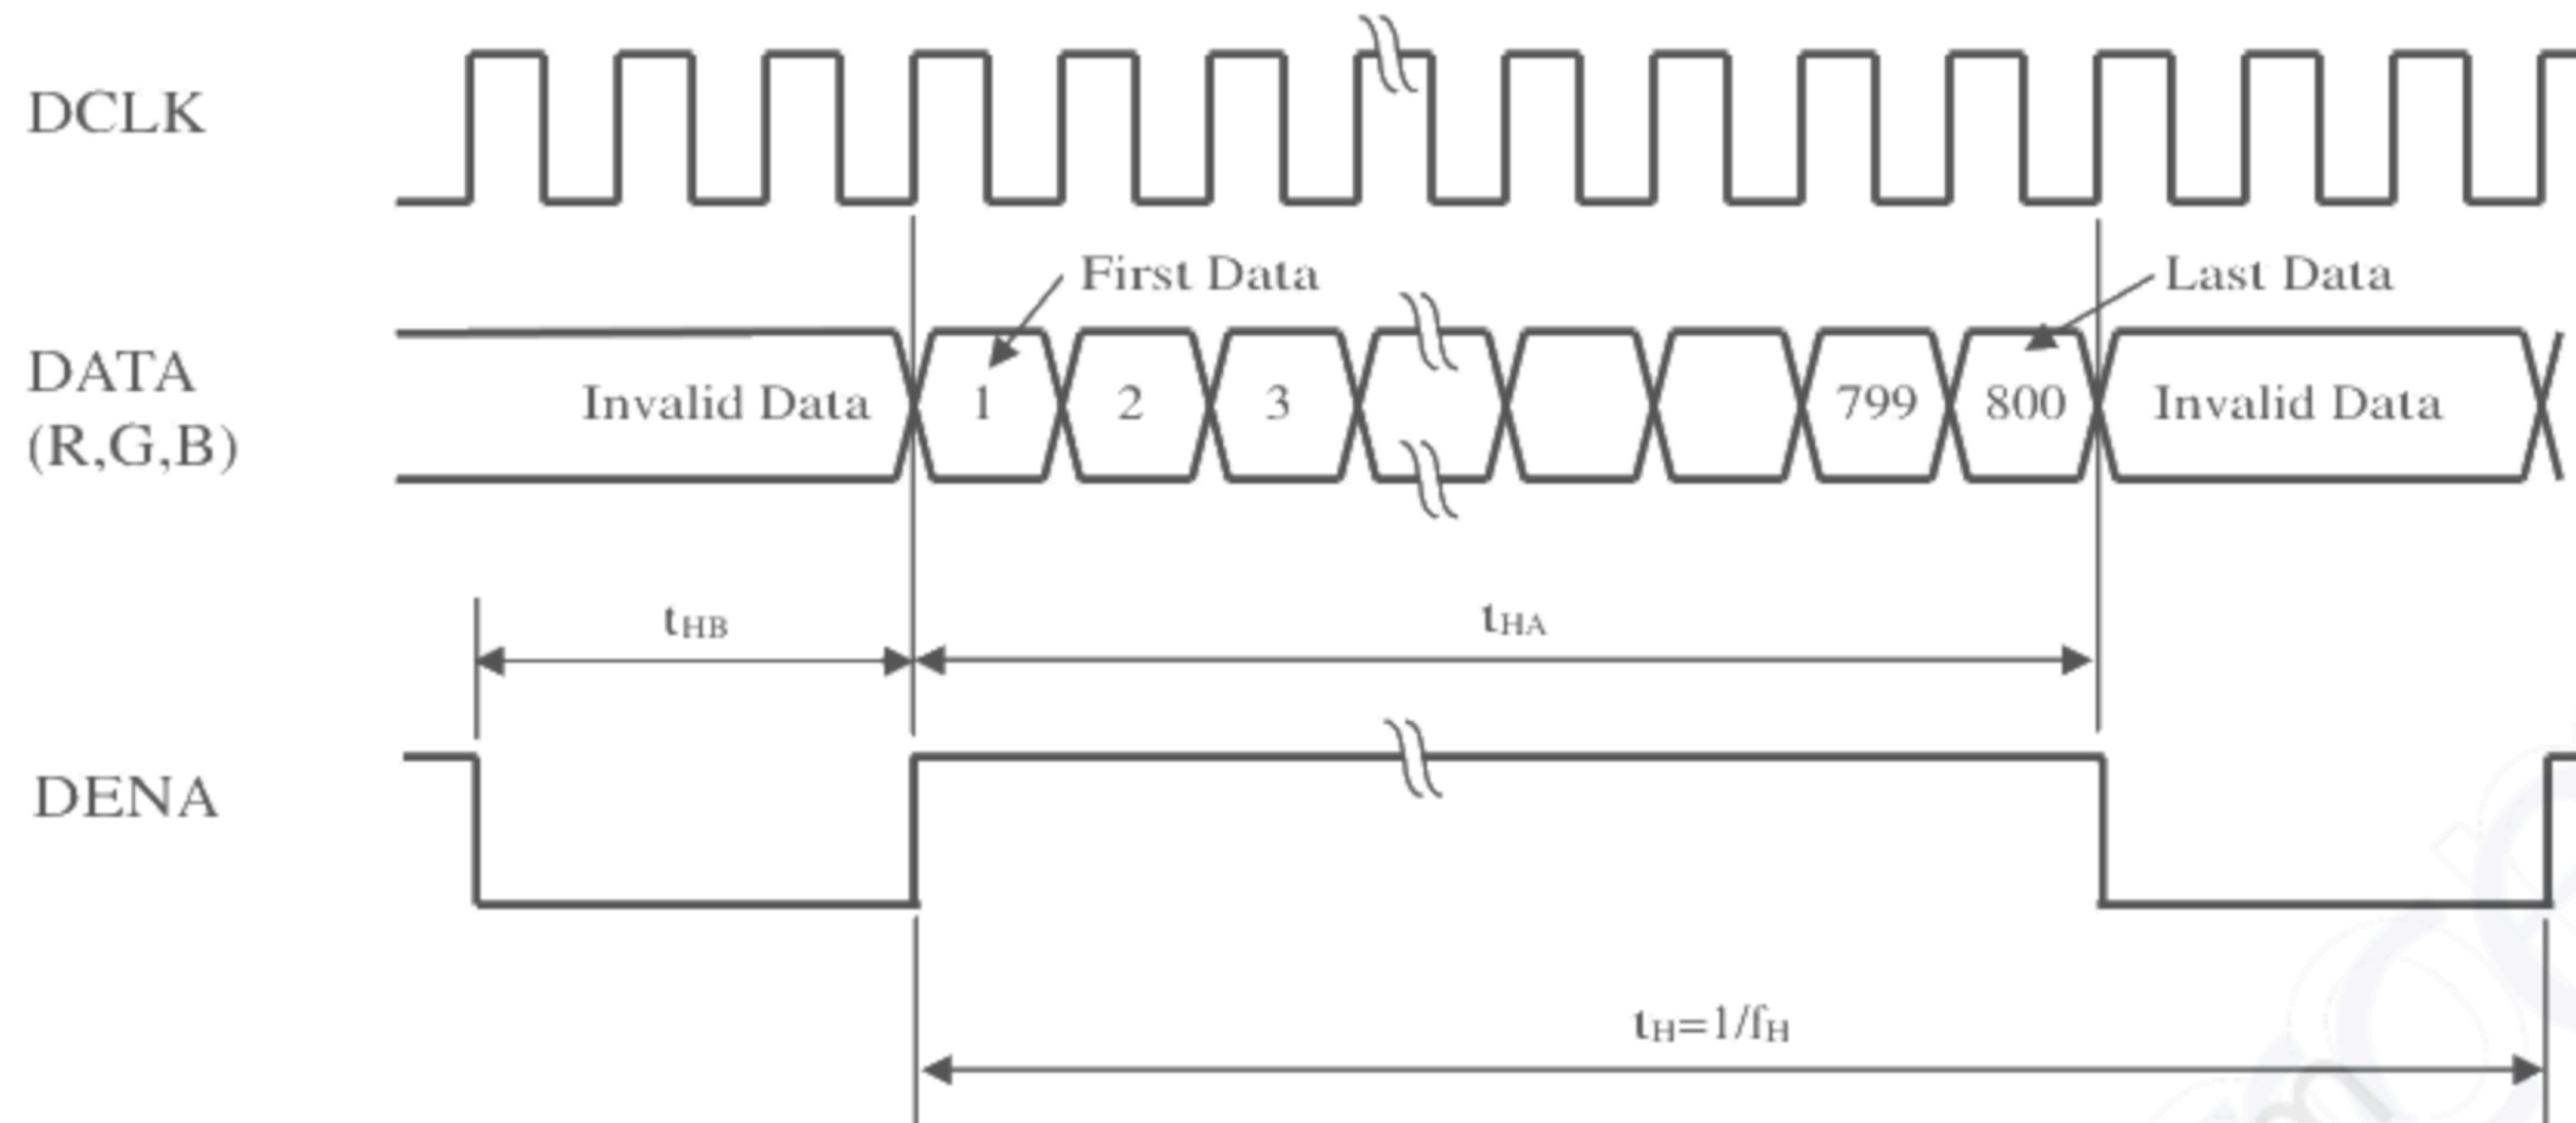 DCLK
First Data
Last Data
DATA
(R,G,B)
Invalid Data 1 2 3 799 800 Invalid Data
tHB
tHA
DENA
tH=1/fH